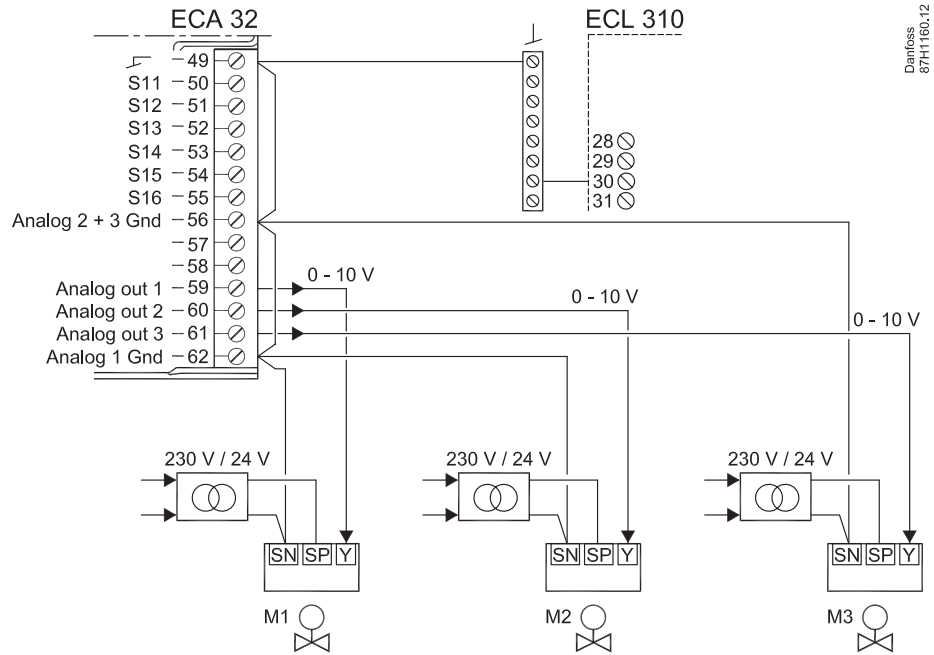 ECA 32
ECL 310
Danfoss
87H1160.12
49
S11 50
S12 51
S13 52
S14 53
S15 54
S16 55
Analog 2 + 3 Gnd 56
57
58
Analog out 1 59
Analog out 2 60
Analog out 3 61
Analog 1 Gnd 62
28
29
30
31
0 - 10 V
0 - 10 V
0 - 10 V
230 V / 24 V
230 V / 24 V
230 V / 24 V
SN SP Y
SN SP Y
SN SP Y
M1
M2
M3